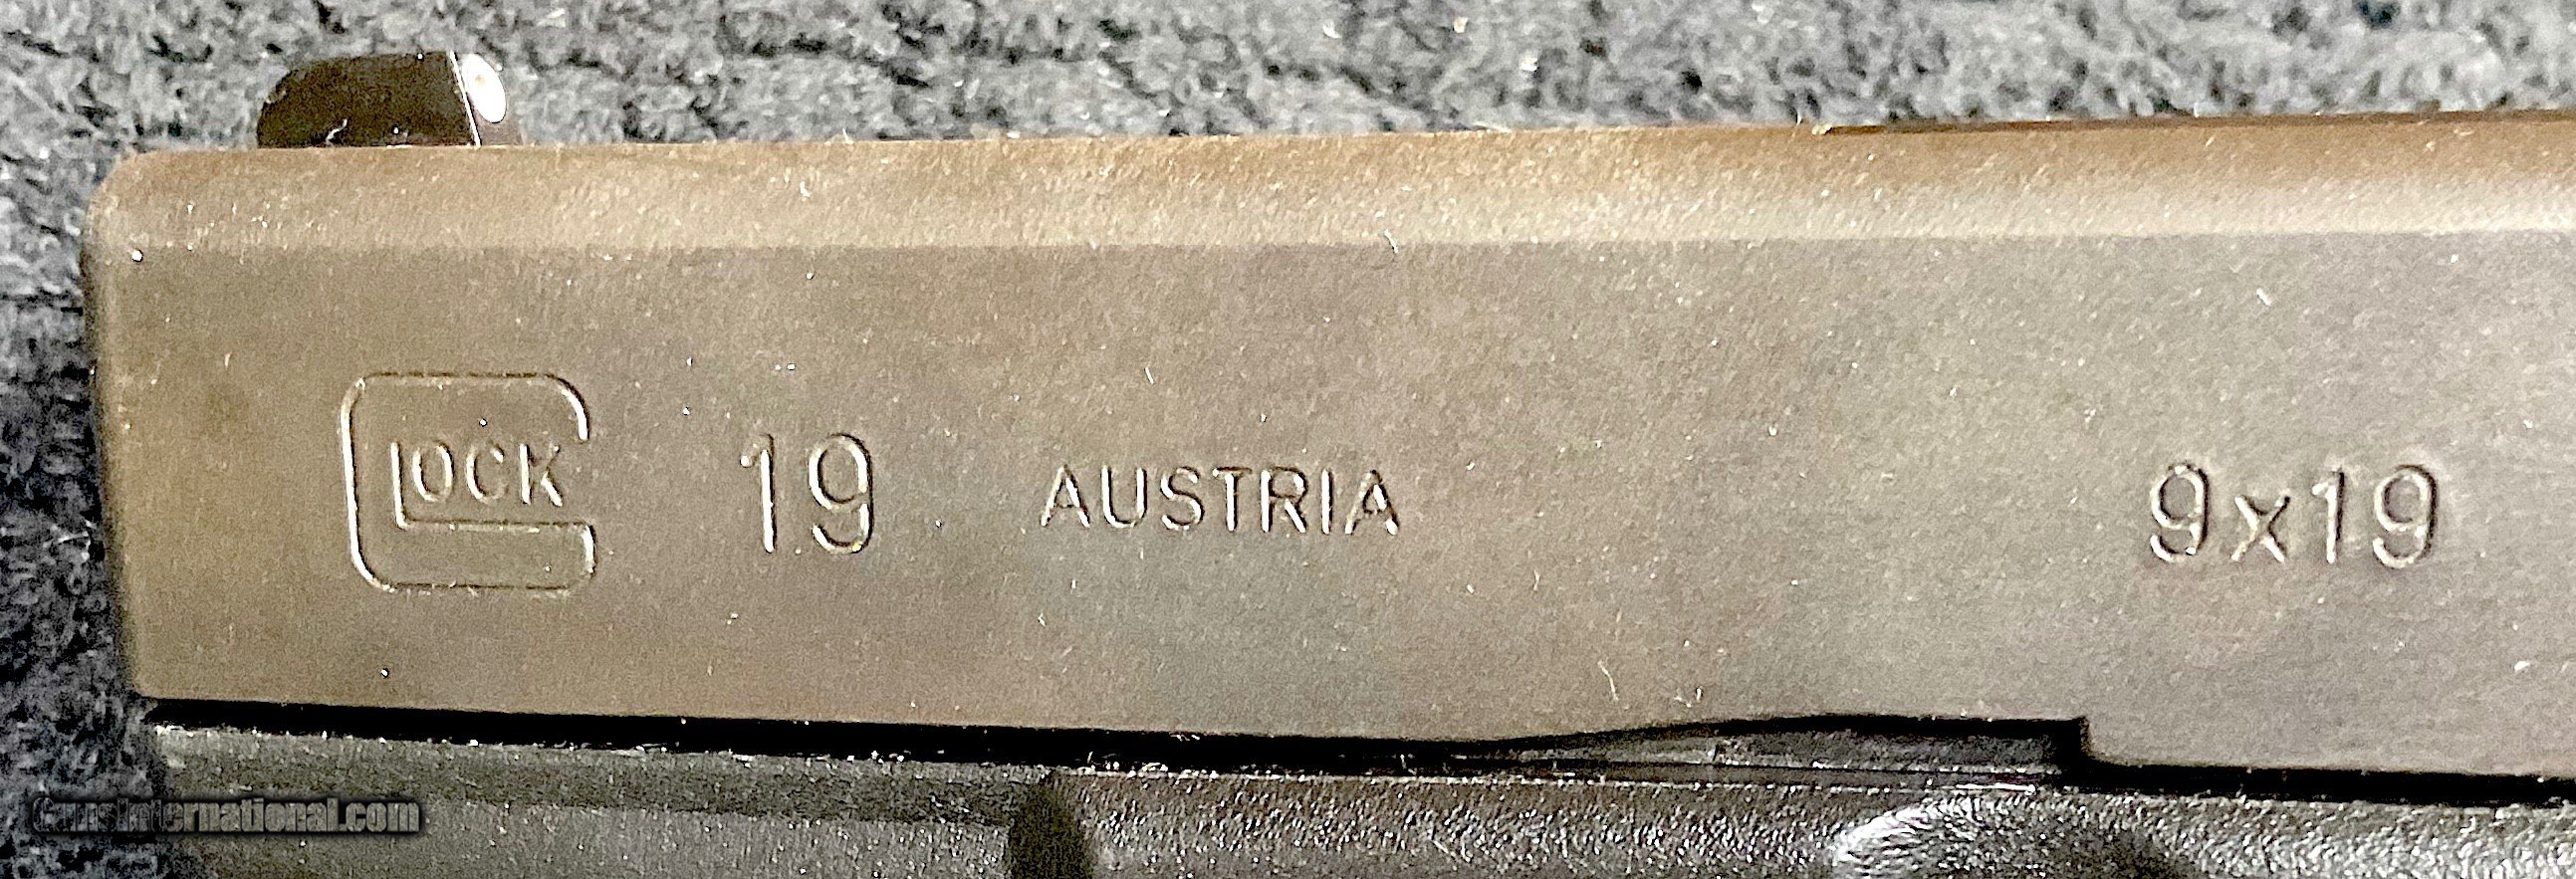 GLOCK 19 AUSTRIA 9x19
GunsInternational.com